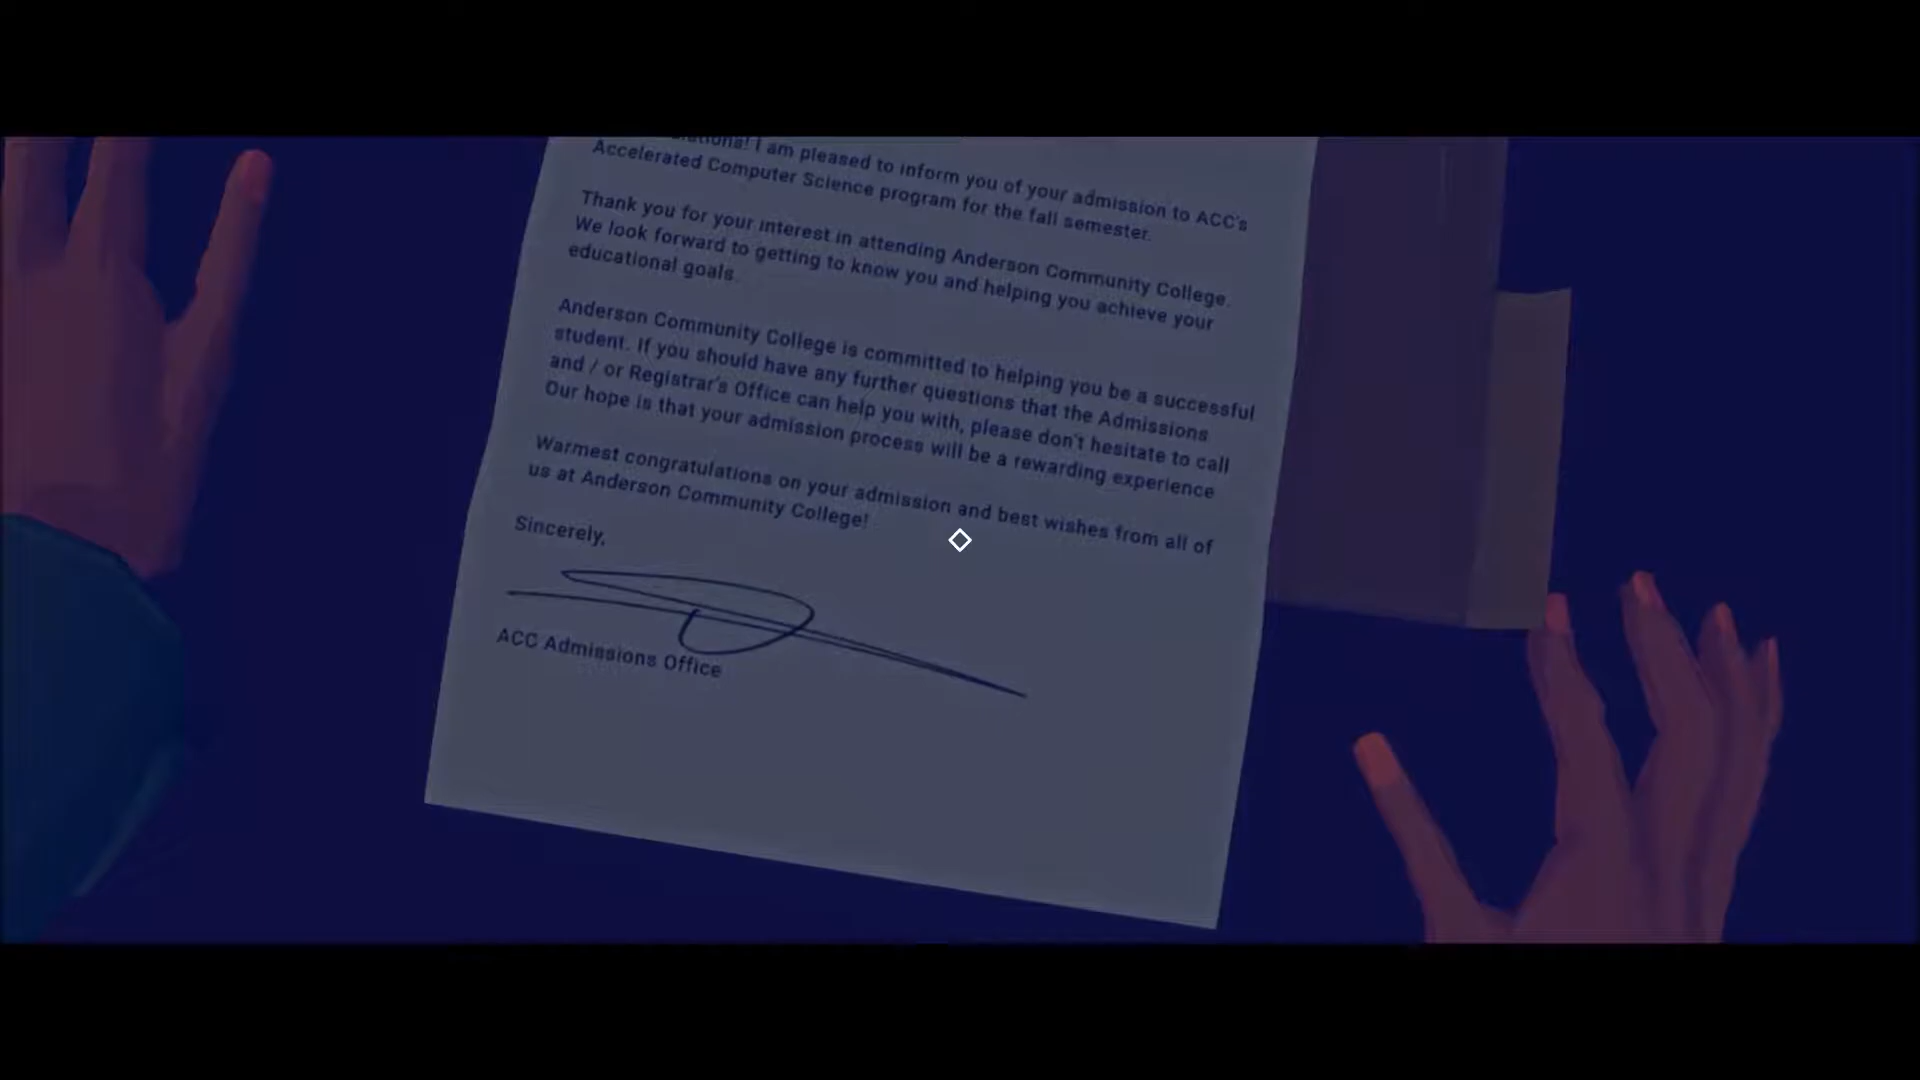 I am pleased to inform you of your admission to ACC's
Accelerated Computer Science program for the fall semester.
Thank you for your interest in attending Anderson Community College.
We look forward to getting to know you and helping you achieve your
educational goals.
Anderson Community College is committed to helping you be a successful
student. If you should have any further questions that the Admissions
and / or Registrar's Office can help you with, please don't hesitate to call
Our hope is that your admission process will be a rewarding experience
Warmest congratulations on your admission and best wishes from all of
us at Anderson Community College!
Sincerely,
ACC Admissions Office